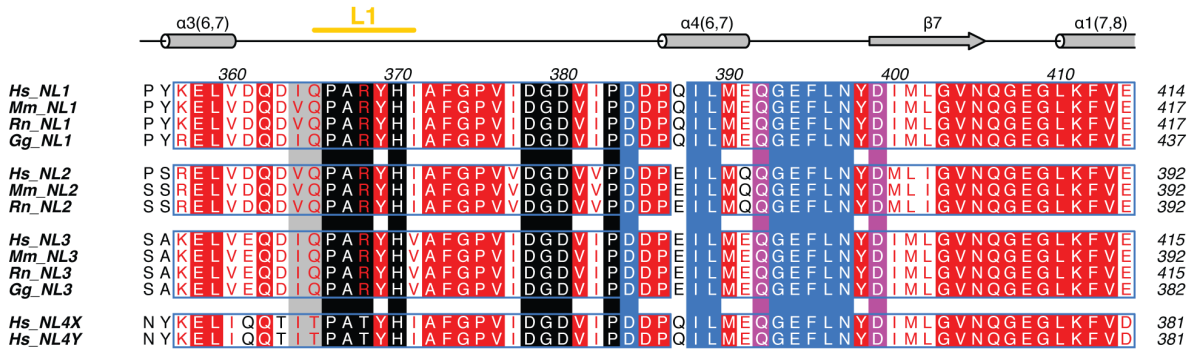 L1
α3(6,7) α4(6,7) β7 α1(7,8)
360 370 380 390 400 410
Hs_NL1 PYKELVDQDIQPARYHIAFGPVIDGDVIPDDPQILMEQGEFLNYDIMLGVNQGEGLKFVE 414
Mm_NL1 PYKELVDQDVQPARYHIAFGPVIDGDVIPDDPQILMEQGEFLNYDIMLGVNQGEGLKFVE 417
Rn_NL1 PYKELVDQDVQPARYHIAFGPVIDGDVIPDDPQILMEQGEFLNYDIMLGVNQGEGLKFVE 417
Gg_NL1 PYRELVDQDIQPARYHIAFGPVIDGDVIPDDPQILMEQGEFLNYDIMLGVNQGEGLKFVE 437
Hs_NL2 PSRELVDQDVQPARYHIAFGPVVDGDVVPDDPEILMQQGEFLNYDMLIGVNQGEGLKFVE 392
Mm_NL2 SSRELVDQDVQPARYHIAFGPVVDGDVVPDDPEILMQQGEFLNYDMLIGVNQGEGLKFVE 392
Rn_NL2 SSRELVDQDVQPARYHIAFGPVVDGDVVPDDPEILMQQGEFLNYDMLIGVNQGEGLKFVE 392
Hs_NL3 SAKELVEQDIQPARYHVAFGPVIDGDVIPDDPEILMEQGEFLNYDIMLGVNQGEGLKFVE 415
Mm_NL3 SAKELVEQDIQPARYHVAFGPVIDGDVIPDDPEILMEQGEFLNYDIMLGVNQGEGLKFVE 392
Rn_NL3 SAKELVEQDIQPARYHVAFGPVIDGDVIPDDPEILMEQGEFLNYDIMLGVNQGEGLKFVE 415
Gg_NL3 SAKELVEQDIQPARYHVAFGPVIDGDVIPDDPEILMEQGEFLNYDIMLGVNQGEGLKFVE 382
Hs_NL4X NYKELIQQTITPATYHIAFGPVIDGDVIPDDPQILMEQGEFLNYDIMLGVNQGEGLKFVD 381
Hs_NL4Y NYKELIQQTITPATYHIAFGPVIDGDVIPDDPQILMEQGEFLNYDIMLGVNQGEGLKFVD 381